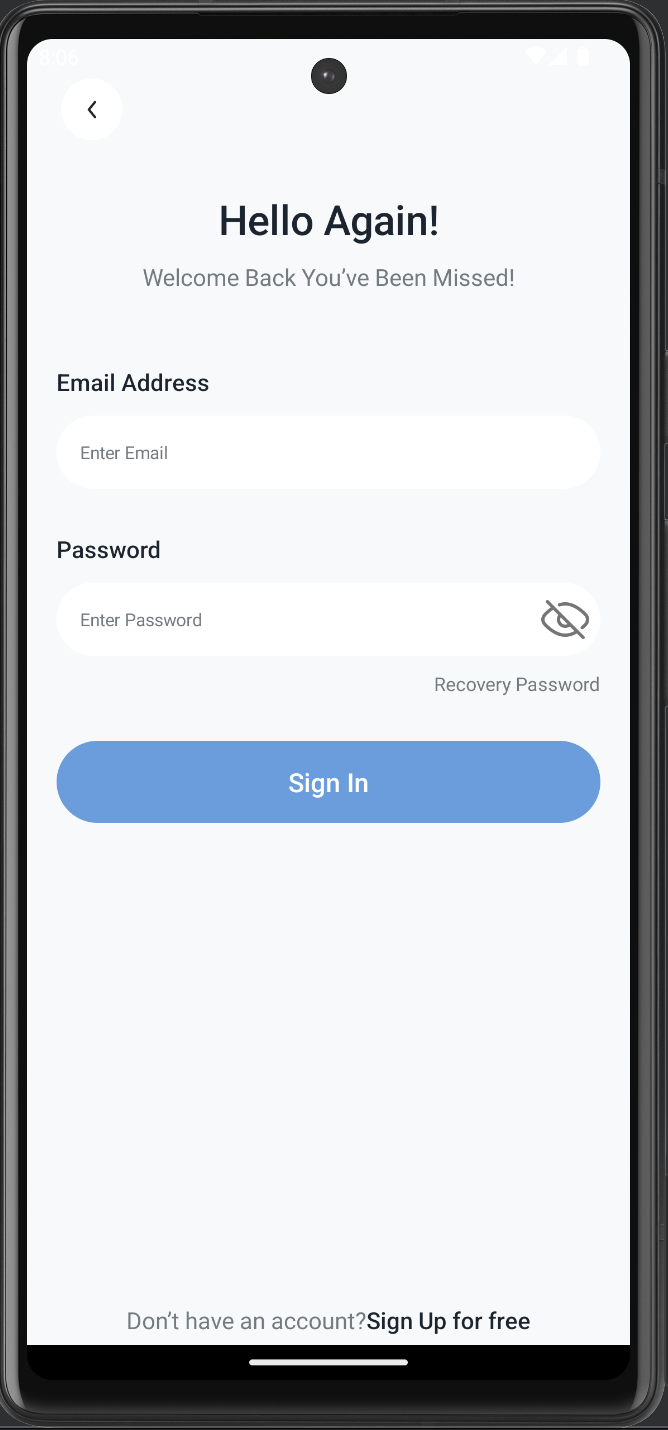 8:06
Hello Again!
Welcome Back You’ve Been Missed!
Email Address
Enter Email
Password
Enter Password
Recovery Password
Sign In
Don’t have an account?Sign Up for free